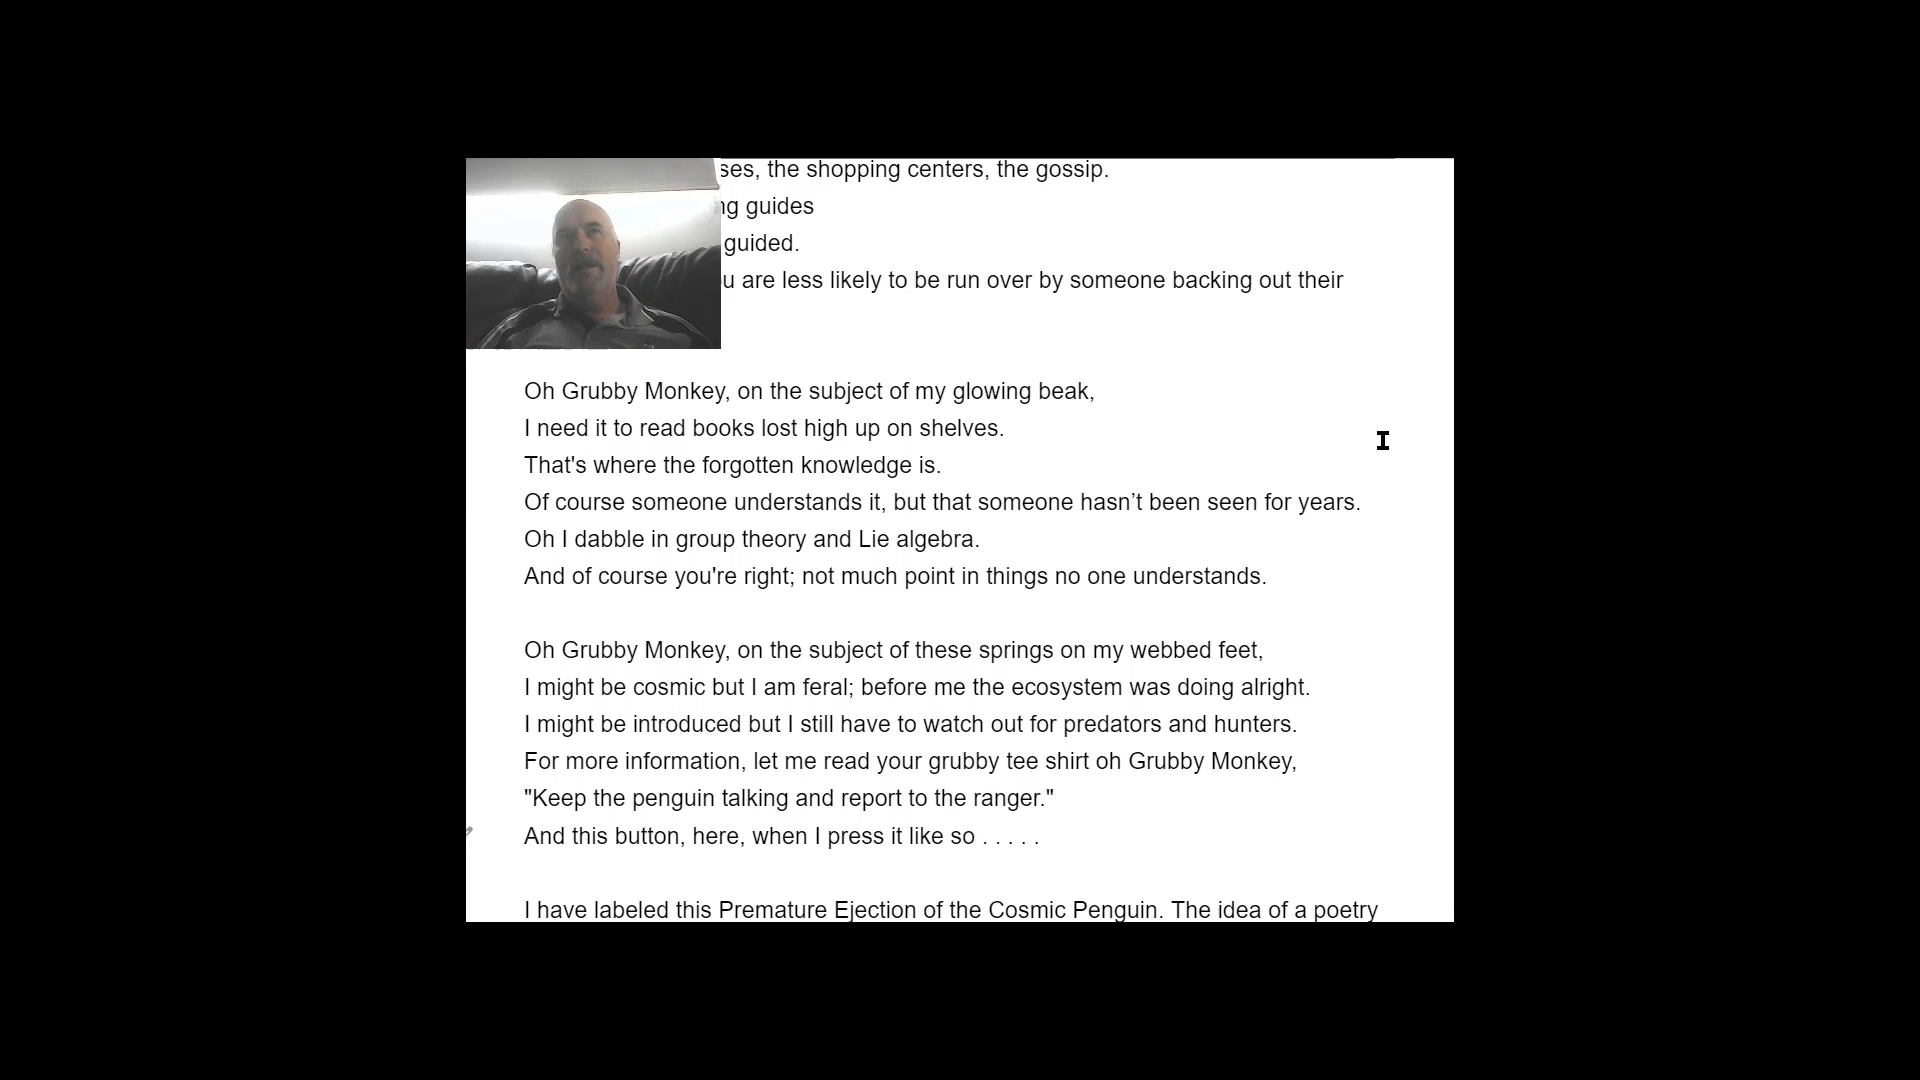 the shopping centers, the gossip.
guides
guided.
are less likely to be run over by someone backing out their
Oh Grubby Monkey, on the subject of my glowing beak,
I need it to read books lost high up on shelves.
That's where the forgotten knowledge is.
Of course someone understands it, but that someone hasn’t been seen for years.
Oh I dabble in group theory and Lie algebra.
And of course you're right; not much point in things no one understands.
Oh Grubby Monkey, on the subject of these springs on my webbed feet,
I might be cosmic but I am feral; before me the ecosystem was doing alright.
I might be introduced but I still have to watch out for predators and hunters.
For more information, let me read your grubby tee shirt oh Grubby Monkey,
"Keep the penguin talking and report to the ranger."
And this button, here, when I press it like so . . . . .
I have labeled this Premature Ejection of the Cosmic Penguin. The idea of a poetry